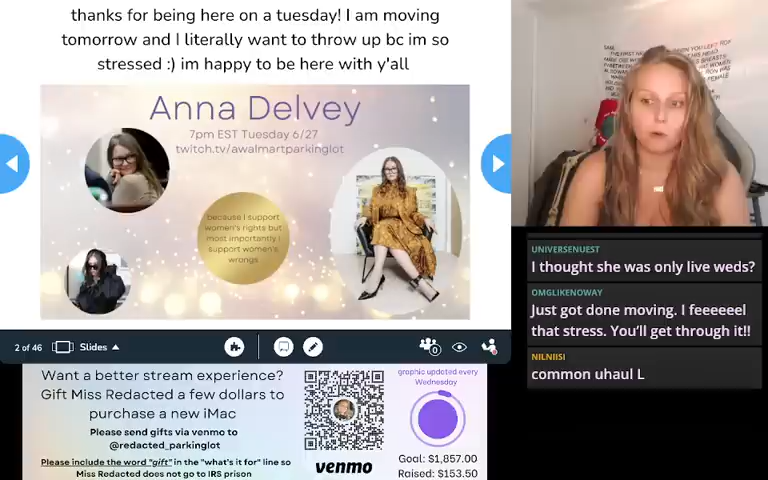 thanks for being here on a tuesday! I am moving
tomorrow and I literally want to throw up bc im so
stressed :) im happy to be here with y'all
Anna Delvey
7pm EST Tuesday 6/27
twitch.tv/awalmartparkinglot
because I support
women's rights but
most importantly I
support women's
wrongs
2 of 46
Slides
0
Want a better stream experience?
Gift Miss Redacted a few dollars to
purchase a new iMac
Please send gifts via venmo to
@redacted_parkinglot
Please include the word "gift" in the "what's it for" line so
Miss Redacted does not go to IRS prison
venmo
graphic updated every
Wednesday
Goal: $1,857.00
Raised: $153.50
UNIVERSENUEST
I thought she was only live weds?
OMGLIKENOWAY
Just got done moving. I feeeeeel
that stress. You'll get through it!!
NILNIISI
common uhaul L